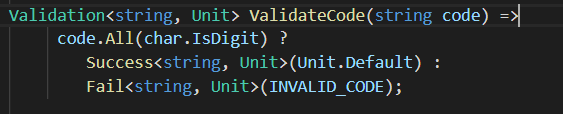 Validation<string, Unit> ValidateCode(string code) =>
    code.All(char.IsDigit) ?
        Success<string, Unit>(Unit.Default) :
        Fail<string, Unit>(INVALID_CODE);